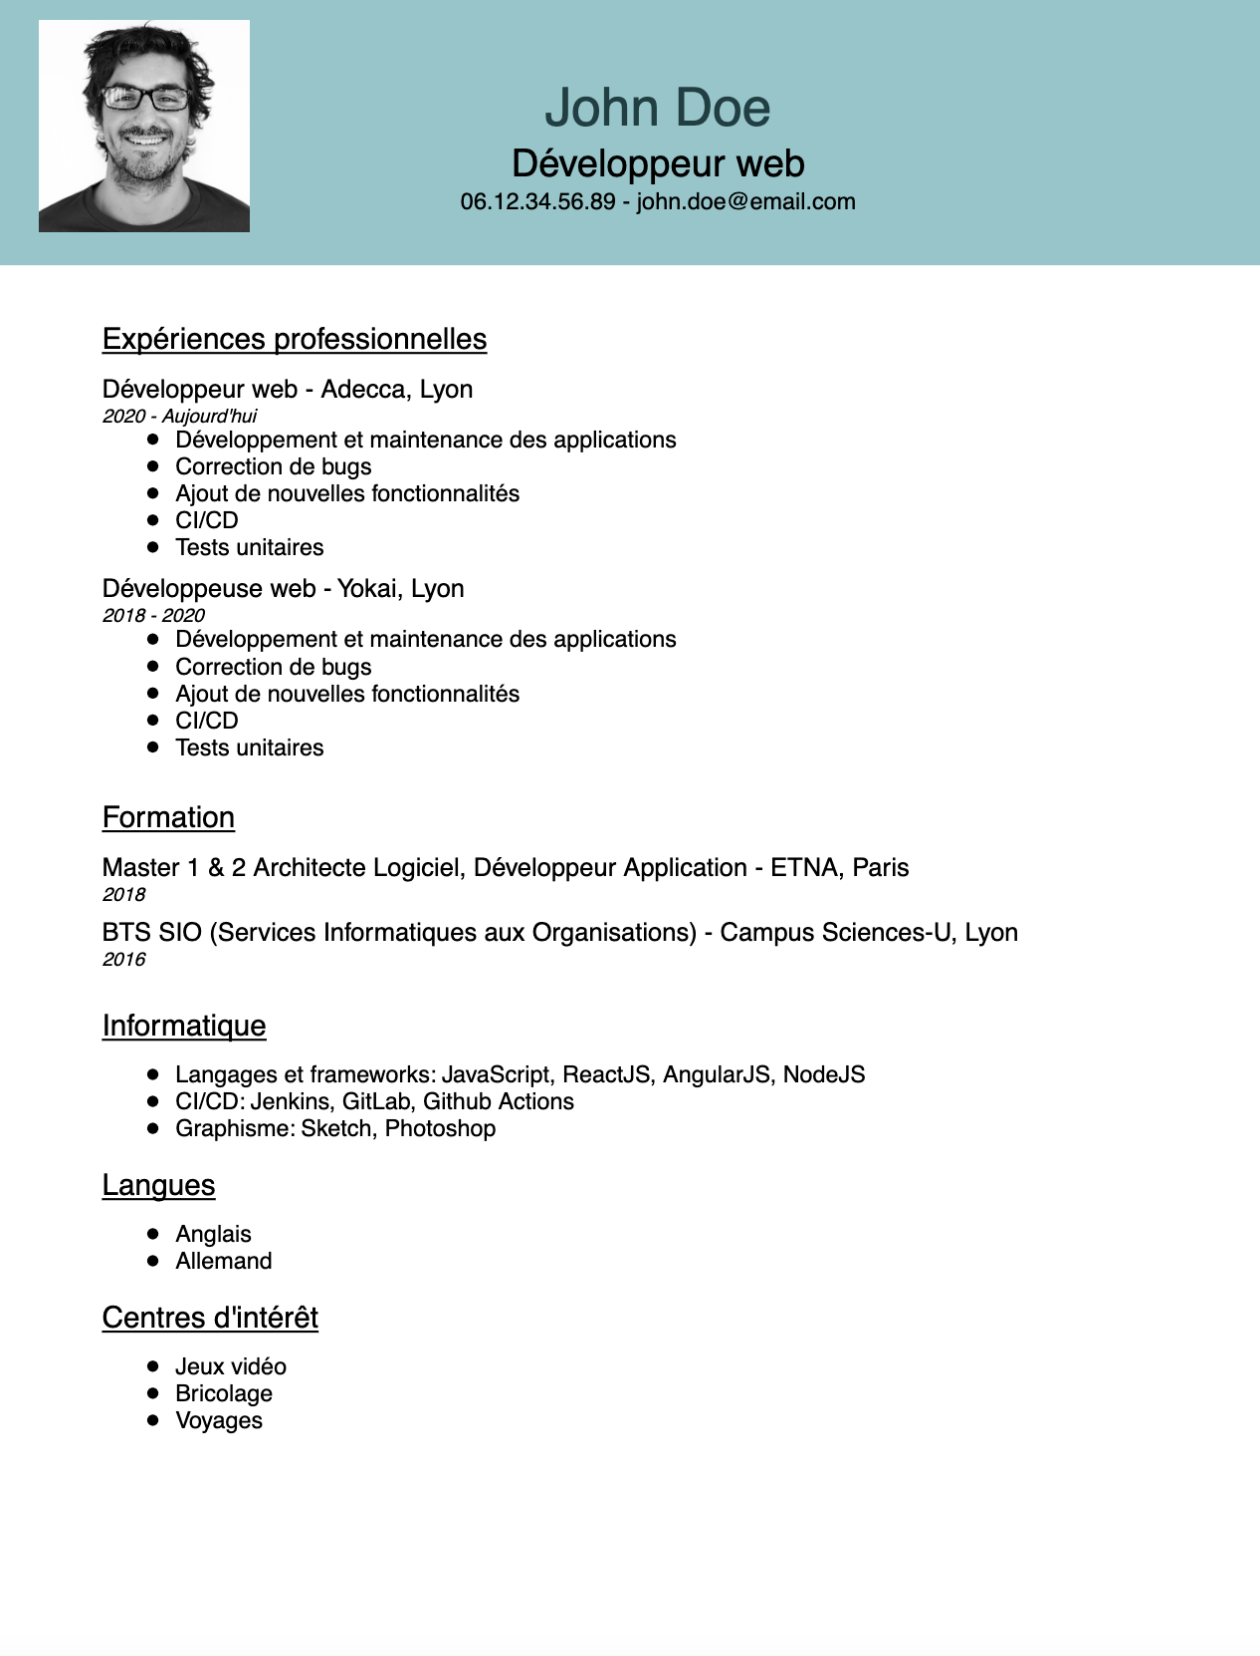 John Doe
Développeur web
06.12.34.56.89 - john.doe@email.com
Expériences professionnelles
Développeur web - Adecca, Lyon
2020 - Aujourd'hui
● Développement et maintenance des applications
● Correction de bugs
● Ajout de nouvelles fonctionnalités
● CI/CD
● Tests unitaires
Développeuse web - Yokai, Lyon
2018 - 2020
● Développement et maintenance des applications
● Correction de bugs
● Ajout de nouvelles fonctionnalités
● CI/CD
● Tests unitaires
Formation
Master 1 & 2 Architecte Logiciel, Développeur Application - ETNA, Paris
2018
BTS SIO (Services Informatiques aux Organisations) - Campus Sciences-U, Lyon
2016
Informatique
● Langages et frameworks: JavaScript, ReactJS, AngularJS, NodeJS
● CI/CD: Jenkins, GitLab, Github Actions
● Graphisme: Sketch, Photoshop
Langues
● Anglais
● Allemand
Centres d'intérêt
● Jeux vidéo
● Bricolage
● Voyages